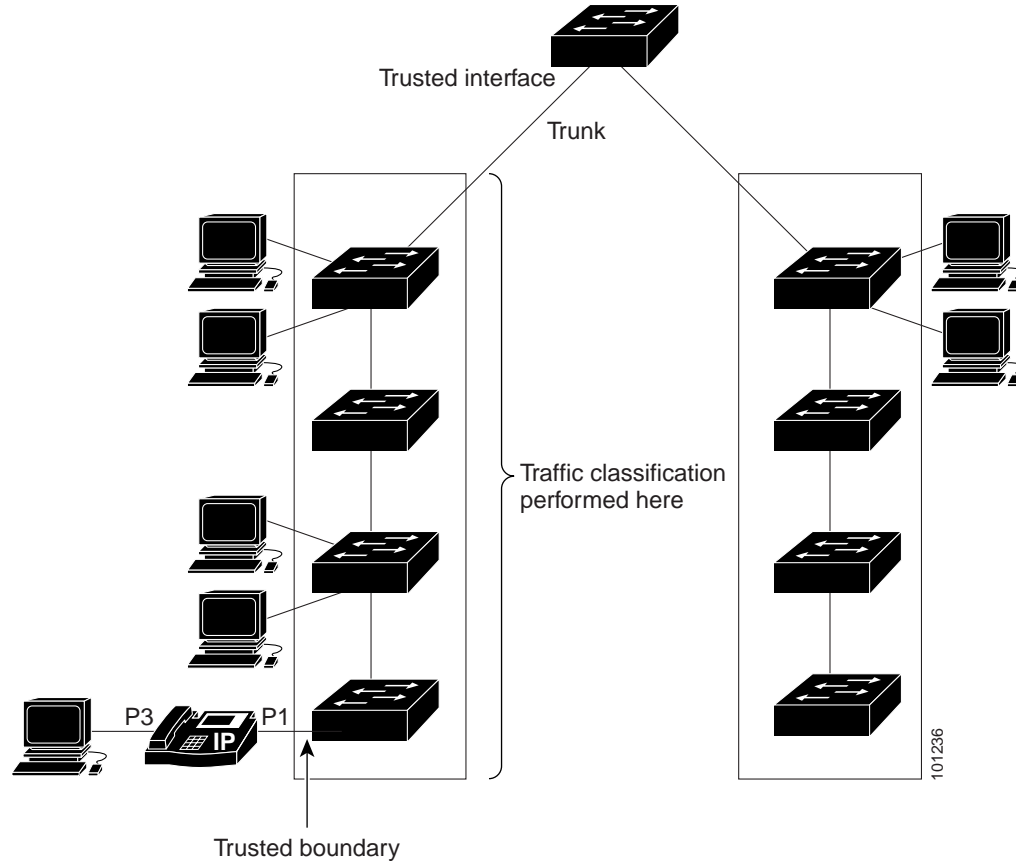 Trusted interface
Trunk
Traffic classification
performed here
P3
P1
IP
101236
Trusted boundary